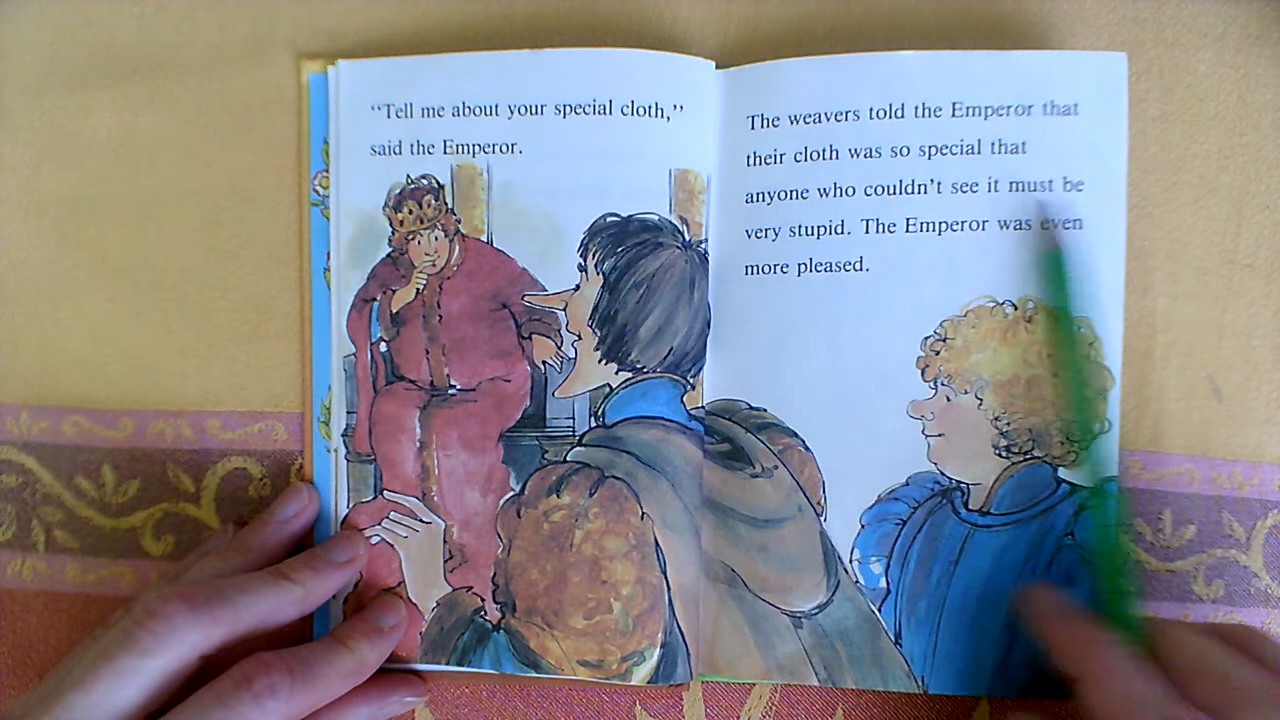 “Tell me about your special cloth,”
said the Emperor.
The weavers told the Emperor that
their cloth was so special that
anyone who couldn’t see it must be
very stupid. The Emperor was even
more pleased.